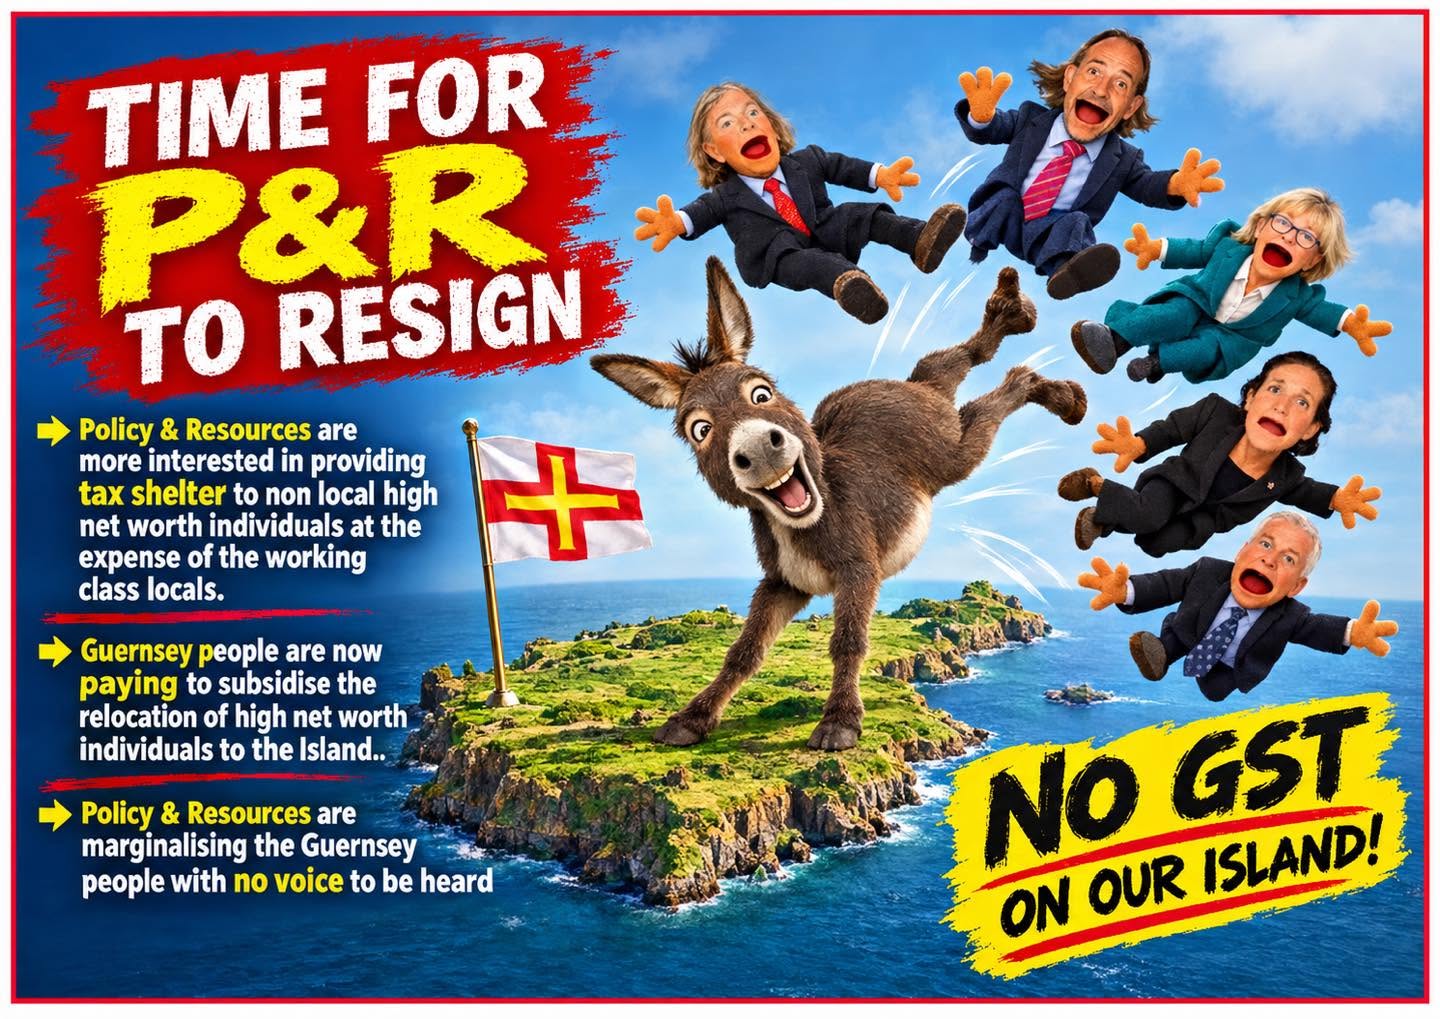 TIME FOR
P&R
TO RESIGN
Policy & Resources are
more interested in providing
tax shelter to non local high
net worth individuals at the
expense of the working
class locals.
Guernsey people are now
paying to subsidise the
relocation of high net worth
individuals to the Island..
Policy & Resources are
marginalising the Guernsey
people with no voice to be heard
NO GST
ON OUR ISLAND!